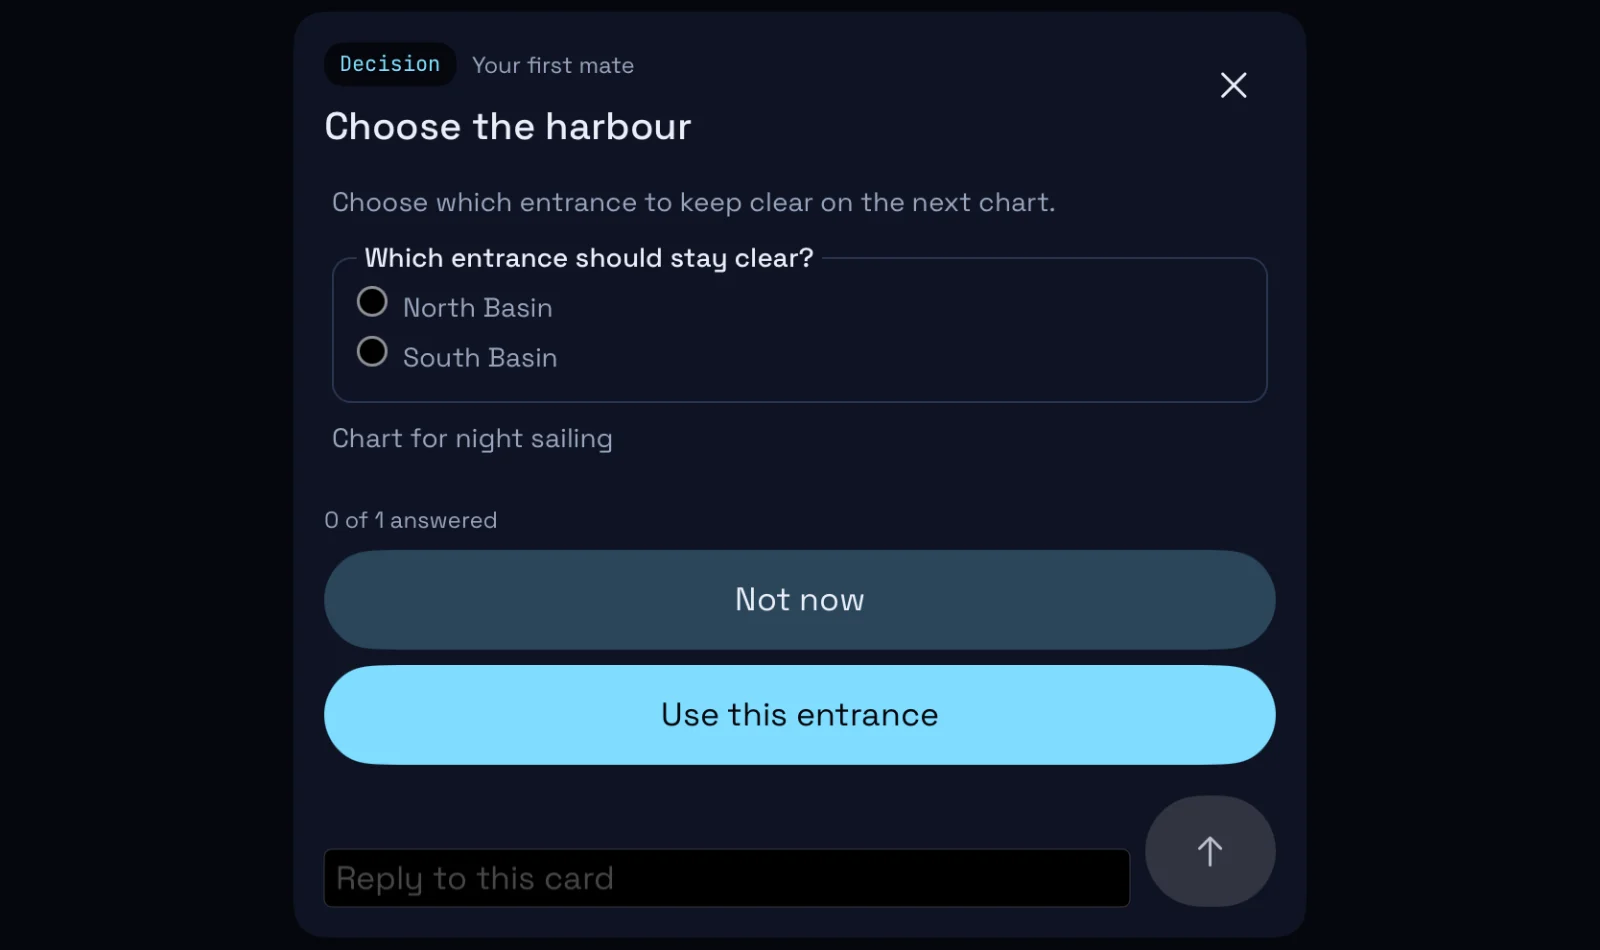 Decision Your first mate
Choose the harbour
Choose which entrance to keep clear on the next chart.
Which entrance should stay clear?
North Basin
South Basin
Chart for night sailing
0 of 1 answered
Not now
Use this entrance
Reply to this card